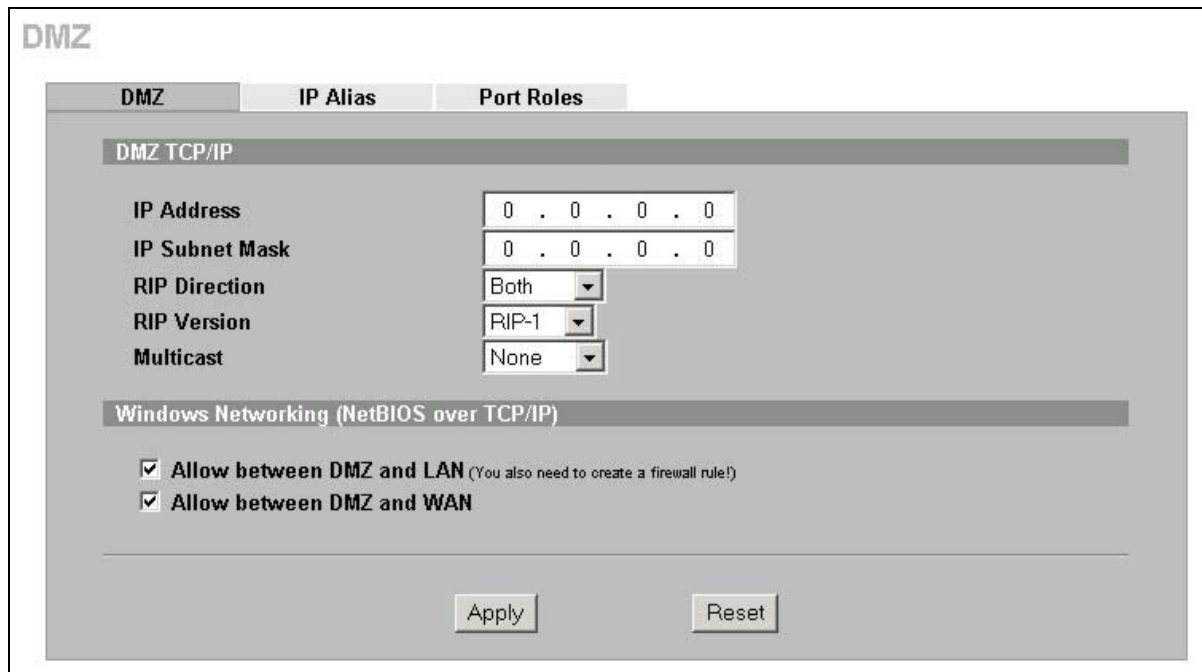 DMZ
DMZ IP Alias Port Roles
DMZ TCP/IP
IP Address 0 . 0 . 0 . 0
IP Subnet Mask 0 . 0 . 0 . 0
RIP Direction Both
RIP Version RIP-1
Multicast None
Windows Networking (NetBIOS over TCP/IP)
Allow between DMZ and LAN (You also need to create a firewall rule!)
Allow between DMZ and WAN
Apply Reset